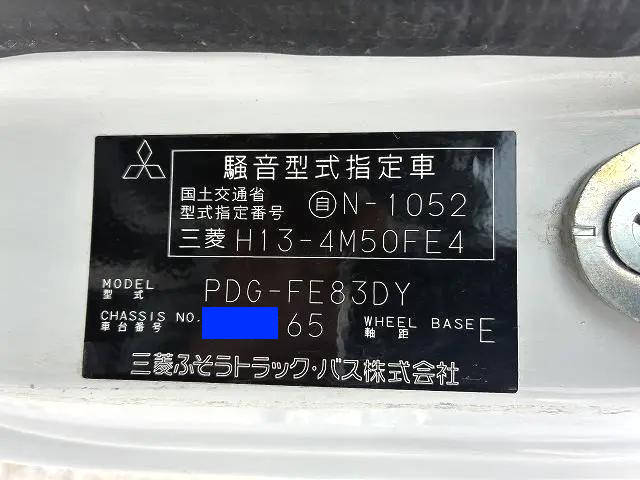 騒音型式指定車
国土交通省
型式指定番号 自N-1052
三菱 H13-4M50FE4
MODEL
型式 PDG-FE83DY
CHASSIS NO.
車台番号 65 WHEEL BASE
軸距 E
三菱ふそうトラック・バス株式会社